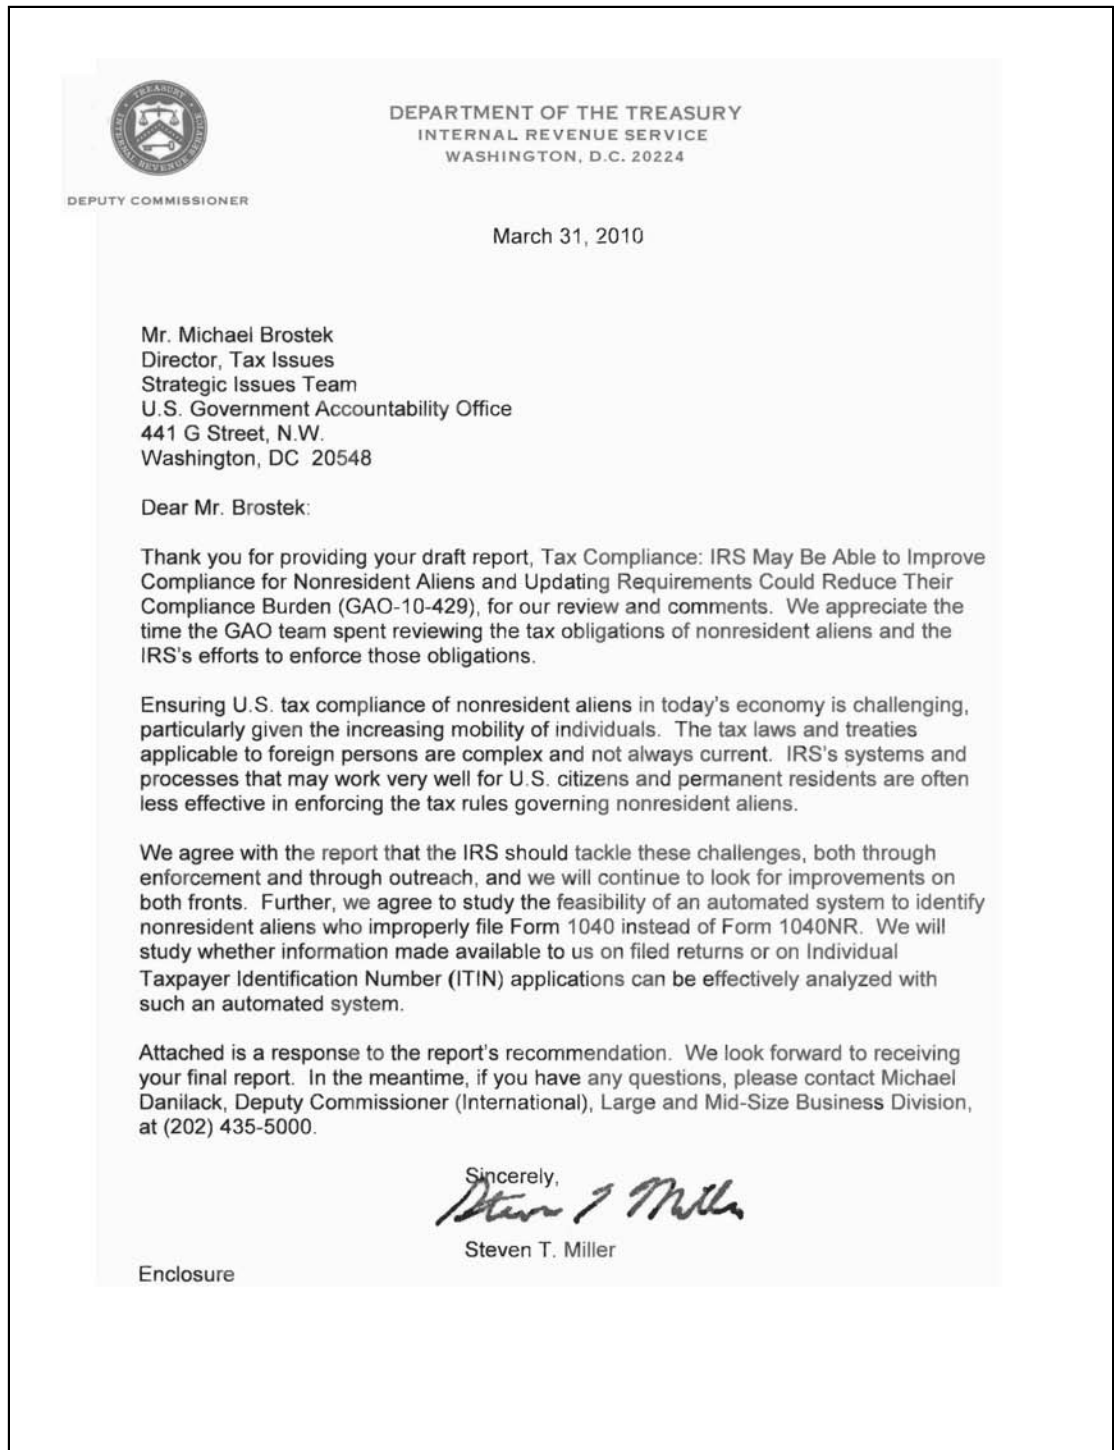 TREASURY
INTERNAL REVENUE SERVICE
DEPARTMENT OF THE TREASURY
INTERNAL REVENUE SERVICE
WASHINGTON, D.C. 20224
DEPUTY COMMISSIONER
March 31, 2010
Mr. Michael Brostek
Director, Tax Issues
Strategic Issues Team
U.S. Government Accountability Office
441 G Street, N.W.
Washington, DC 20548
Dear Mr. Brostek:
Thank you for providing your draft report, Tax Compliance: IRS May Be Able to Improve
Compliance for Nonresident Aliens and Updating Requirements Could Reduce Their
Compliance Burden (GAO-10-429), for our review and comments. We appreciate the
time the GAO team spent reviewing the tax obligations of nonresident aliens and the
IRS's efforts to enforce those obligations.
Ensuring U.S. tax compliance of nonresident aliens in today's economy is challenging,
particularly given the increasing mobility of individuals. The tax laws and treaties
applicable to foreign persons are complex and not always current. IRS's systems and
processes that may work very well for U.S. citizens and permanent residents are often
less effective in enforcing the tax rules governing nonresident aliens.
We agree with the report that the IRS should tackle these challenges, both through
enforcement and through outreach, and we will continue to look for improvements on
both fronts. Further, we agree to study the feasibility of an automated system to identify
nonresident aliens who improperly file Form 1040 instead of Form 1040NR. We will
study whether information made available to us on filed returns or on Individual
Taxpayer Identification Number (ITIN) applications can be effectively analyzed with
such an automated system.
Attached is a response to the report's recommendation. We look forward to receiving
your final report. In the meantime, if you have any questions, please contact Michael
Danilack, Deputy Commissioner (International), Large and Mid-Size Business Division,
at (202) 435-5000.
Sincerely,
Steven T Miller
Steven T. Miller
Enclosure